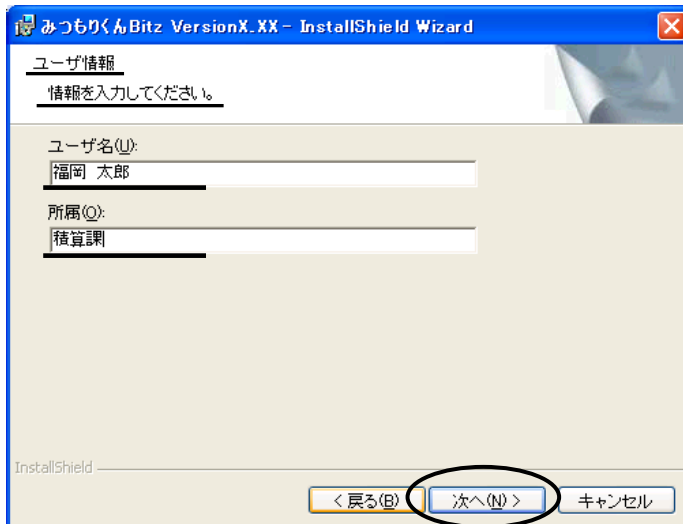 みつもりくんBitz VersionX.XX - InstallShield Wizard
ユーザ情報
情報を入力してください。
ユーザ名(U):
福岡 太郎
所属(O):
積算課
InstallShield
< 戻る(B)
次へ(N) >
キャンセル